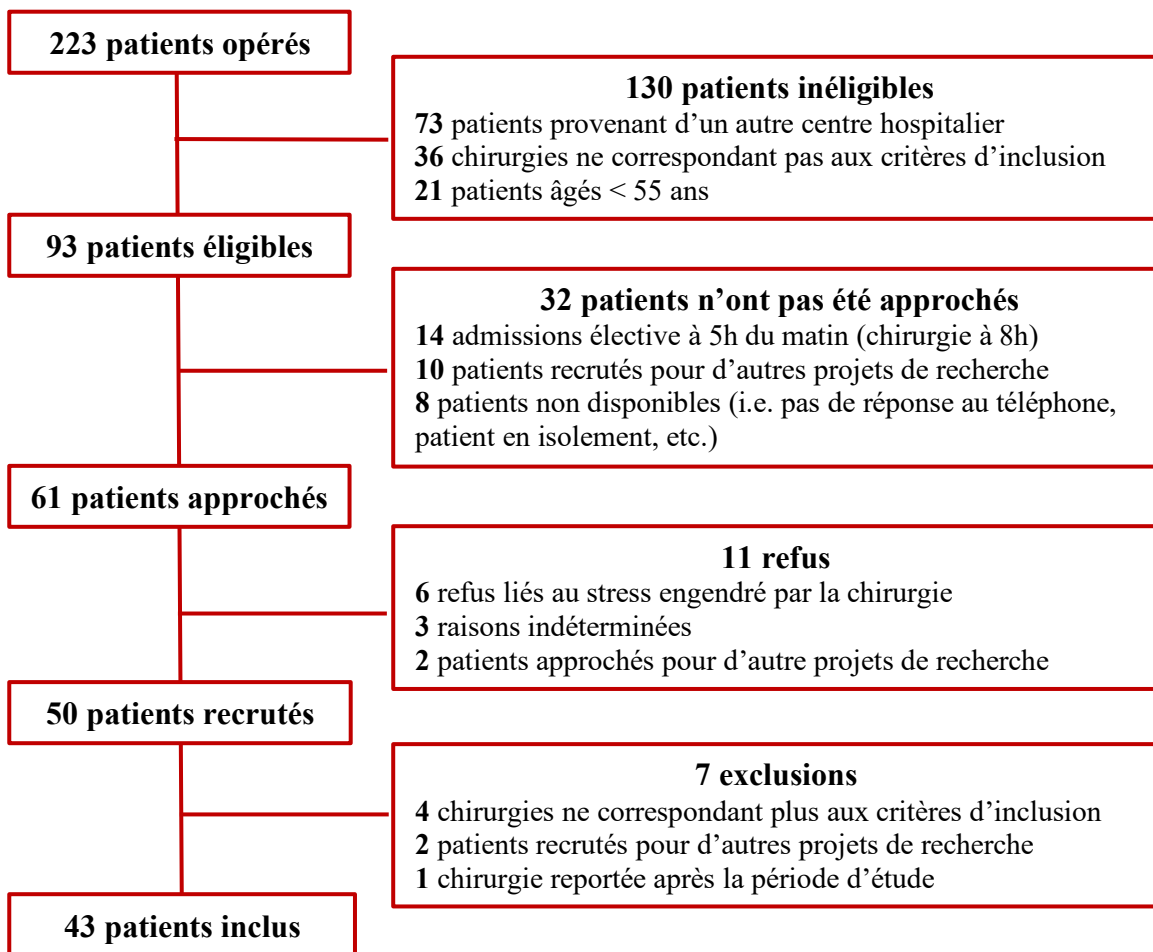 223 patients opérés
130 patients inéligibles
73 patients provenant d’un autre centre hospitalier
36 chirurgies ne correspondant pas aux critères d’inclusion
21 patients âgés < 55 ans
93 patients éligibles
32 patients n’ont pas été approchés
14 admissions élective à 5h du matin (chirurgie à 8h)
10 patients recrutés pour d’autres projets de recherche
8 patients non disponibles (i.e. pas de réponse au téléphone,
patient en isolement, etc.)
61 patients approchés
11 refus
6 refus liés au stress engendré par la chirurgie
3 raisons indéterminées
2 patients approchés pour d’autre projets de recherche
50 patients recrutés
7 exclusions
4 chirurgies ne correspondant plus aux critères d’inclusion
2 patients recrutés pour d’autres projets de recherche
1 chirurgie reportée après la période d’étude
43 patients inclus